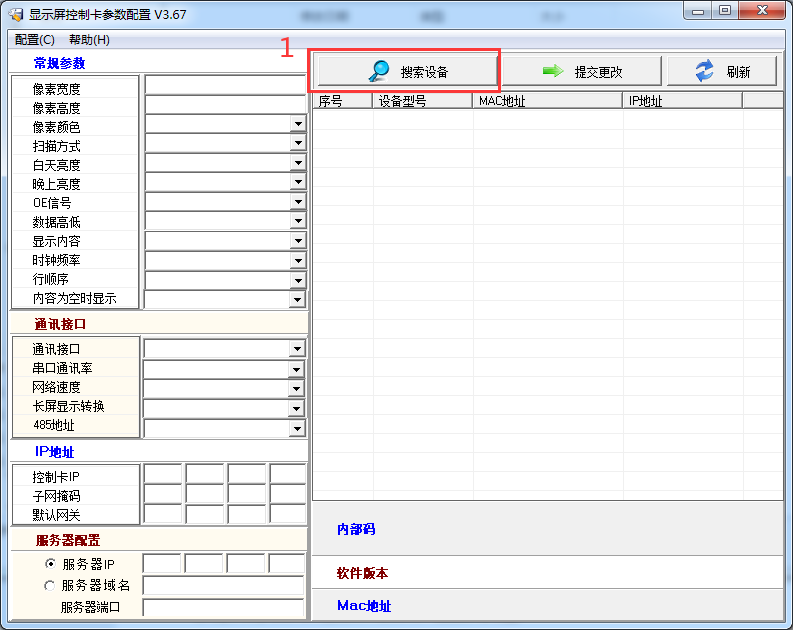 显示屏控制卡参数配置 V3.67
配置(C) 帮助(H)
1
常规参数
像素宽度
像素高度
像素颜色
扫描方式
白天亮度
晚上亮度
OE信号
数据高低
显示内容
时钟频率
行顺序
内容为空时显示
通讯接口
通讯接口
串口通讯率
网络速度
长屏显示转换
485地址
IP地址
控制卡IP
子网掩码
默认网关
服务器配置
服务器IP
服务器域名
服务器端口
搜索设备 提交更改 刷新
序号 设备型号 MAC地址 IP地址
内部码
软件版本
Mac地址